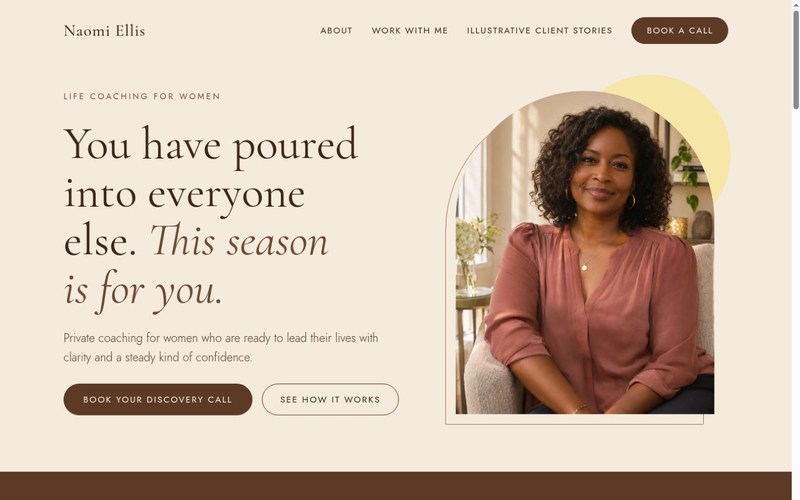 Naomi Ellis
ABOUT
WORK WITH ME
ILLUSTRATIVE CLIENT STORIES
BOOK A CALL
LIFE COACHING FOR WOMEN
You have poured
into everyone
else. This season
is for you.
Private coaching for women who are ready to lead their lives with
clarity and a steady kind of confidence.
BOOK YOUR DISCOVERY CALL
SEE HOW IT WORKS